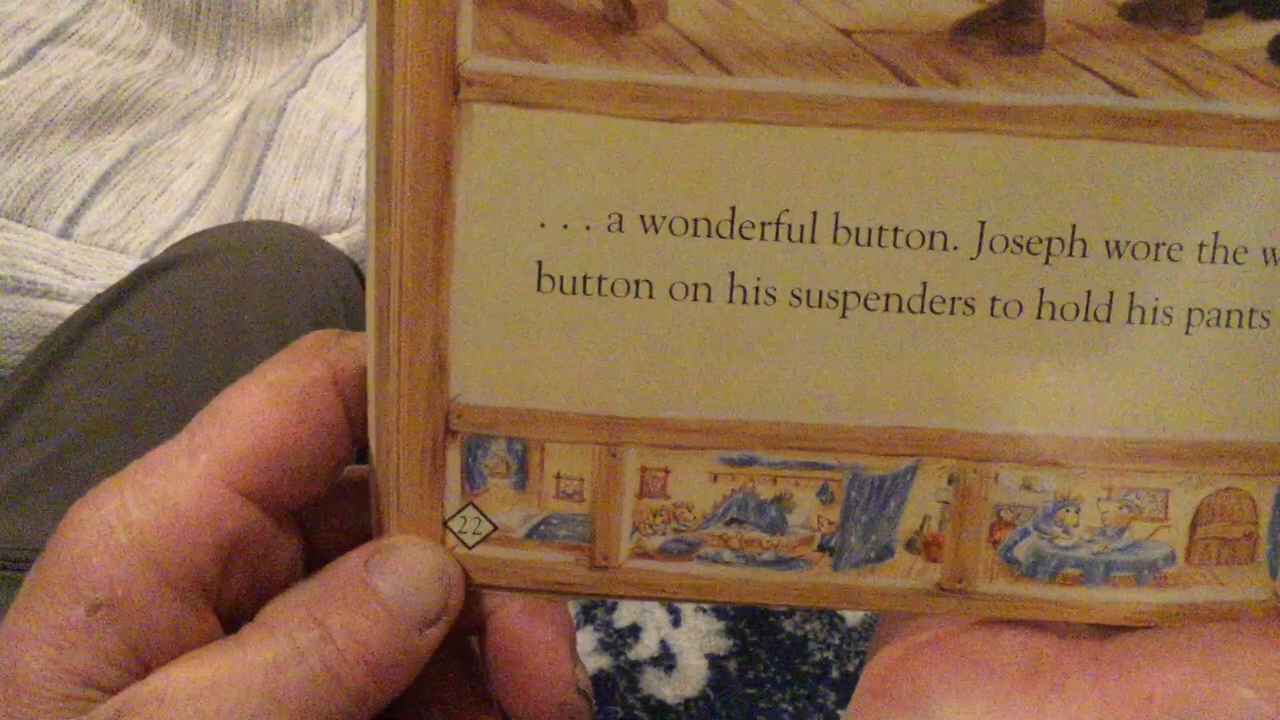 . . . a wonderful button. Joseph wore the
button on his suspenders to hold his pants
22